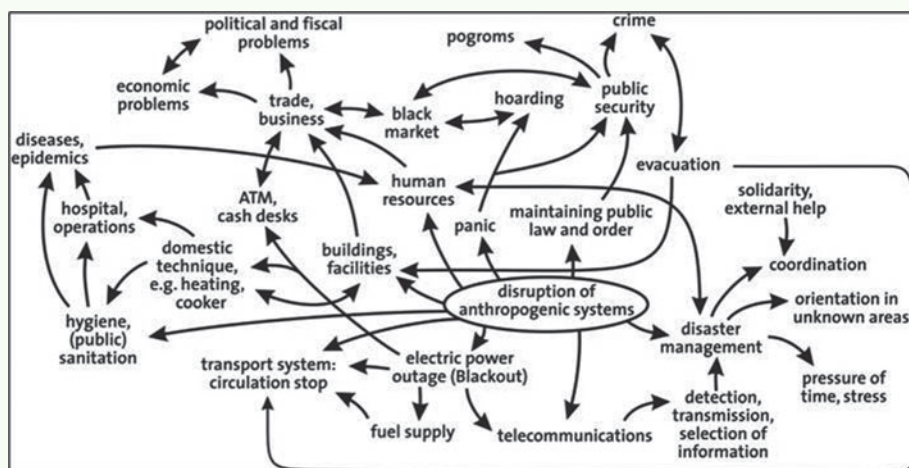 political and fiscal
problems
crime
pogroms
economic
problems
trade,
business
black
market
hoarding
public
security
diseases,
epidemics
evacuation
human
resources
solidarity,
external help
hospital,
operations
ATM,
cash desks
panic
maintaining public
law and order
domestic
technique,
e.g. heating,
cooker
buildings,
facilities
coordination
disruption of
anthropogenic systems
orientation in
unknown areas
hygiene,
(public)
sanitation
disaster
management
transport system:
circulation stop
electric power
outage (Blackout)
pressure of
time, stress
fuel supply
telecommunications
detection,
transmission,
selection of
information